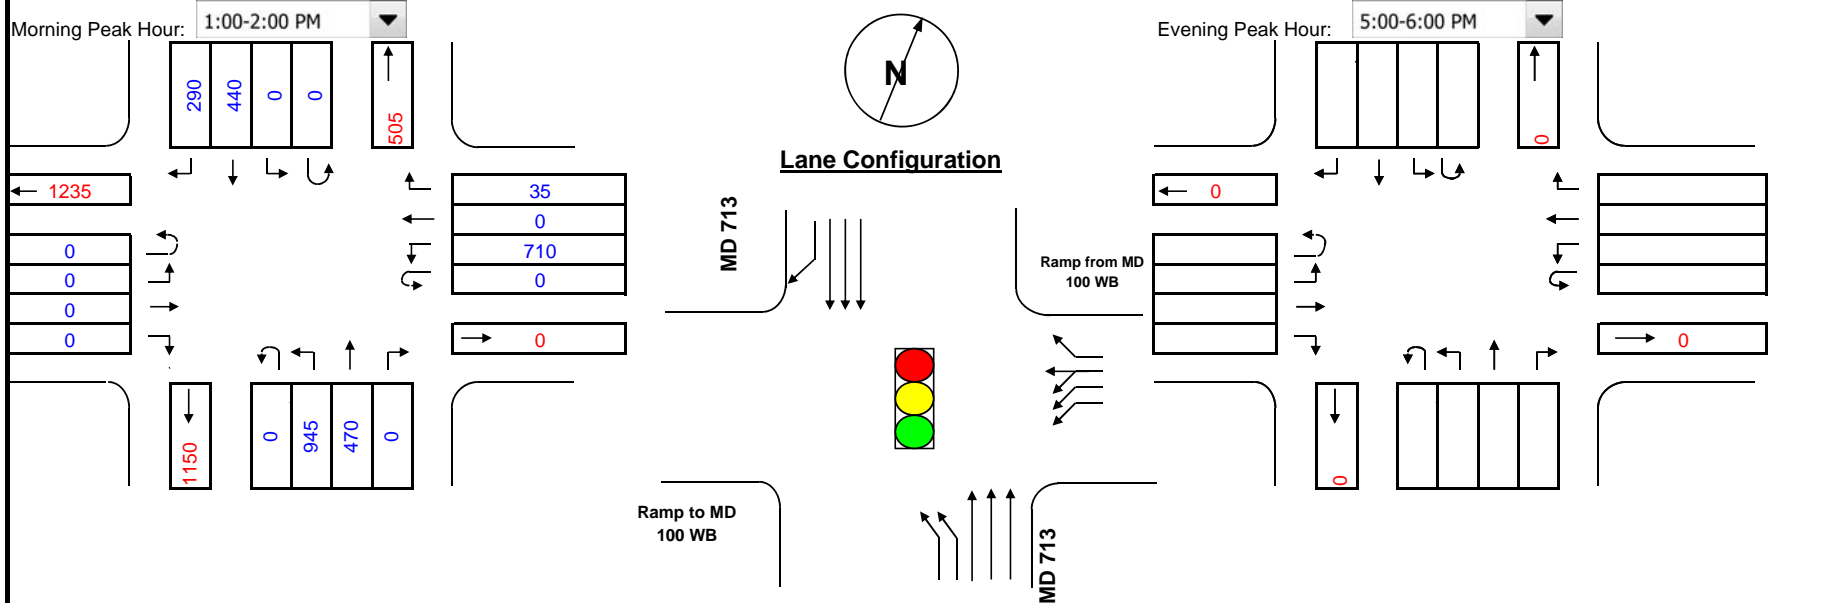 Morning Peak Hour: 1:00-2:00 PM
290 440 0 0 505
1235
0
0
0
0
35
0
710
0
0
1150
0 945 470 0
N
Lane Configuration
MD 713
Ramp from MD
100 WB
Ramp to MD
100 WB
MD 713
Evening Peak Hour: 5:00-6:00 PM
0
0
0
0